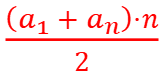 (a₁ + aₙ)·n
2